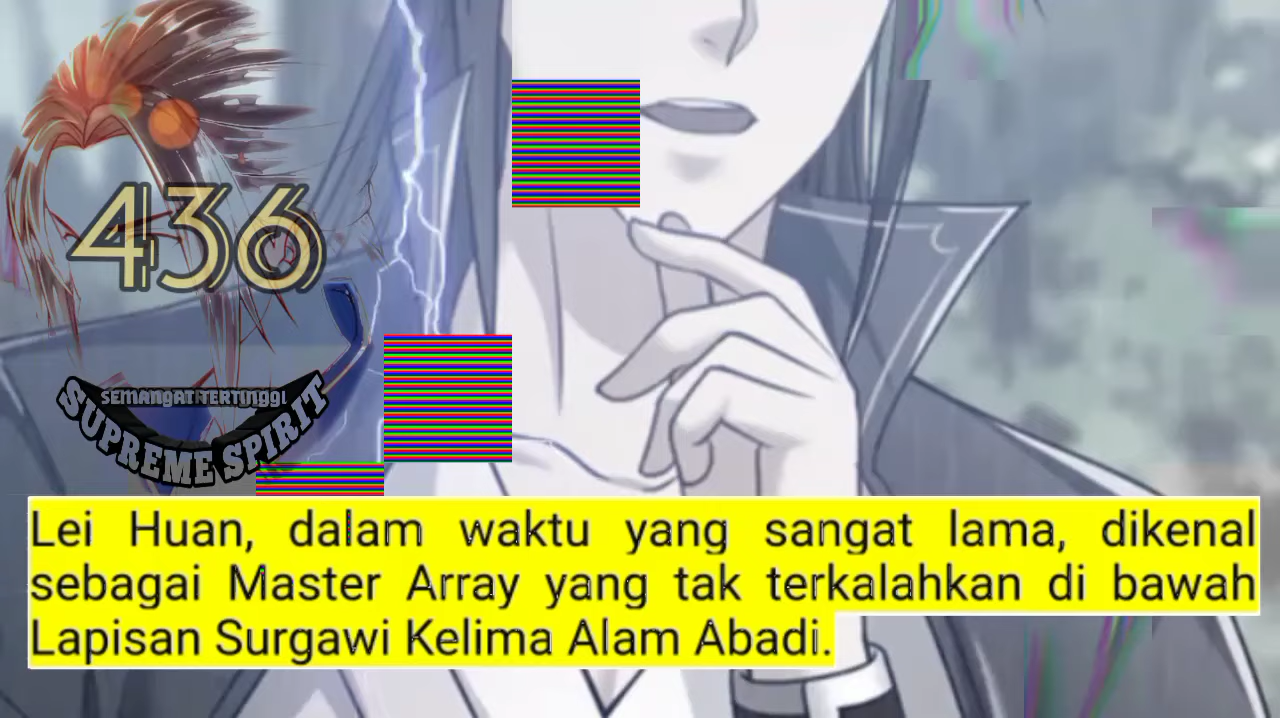 436
SEMANGAT TERTINGGI
SUPREME SPIRIT
Lei Huan, dalam waktu yang sangat lama, dikenal
sebagai Master Array yang tak terkalahkan di bawah
Lapisan Surgawi Kelima Alam Abadi.